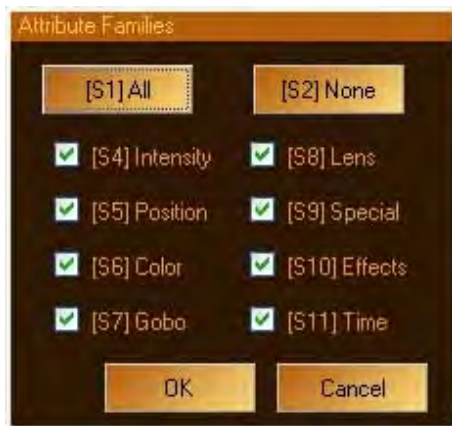 Attribute Families
[S1] All [S2] None
[S4] Intensity [S8] Lens
[S5] Position [S9] Special
[S6] Color [S10] Effects
[S7] Gobo [S11] Time
OK Cancel